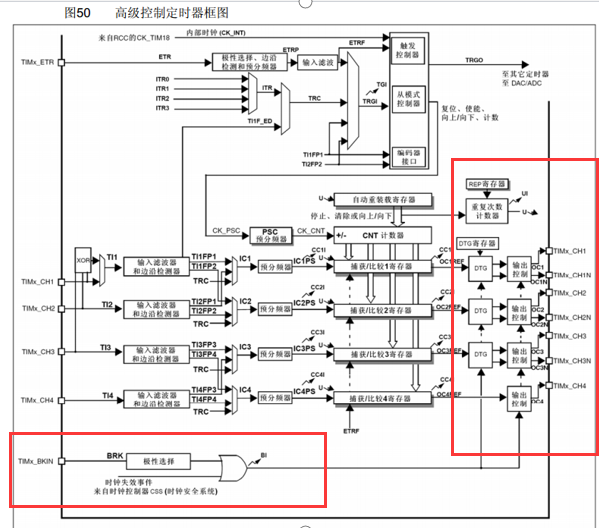 图50 高级控制定时器框图
内部时钟 (CK_INT)
来自RCC的CK_TIM18
TIMx_ETR
ETR
极性选择、边沿
检测和预分频器
ETRP
输入滤波
ETRF
触发
控制器
TRGO
至其它定时器
至 DAC/ADC
ITR0
ITR1
ITR2
ITR3
ITR
TRC
TGI
TRGI
从模式
控制器
复位、使能、
向上/向下、计数
TI1F_ED
TI1FP1
TI2FP2
编码器
接口
REP寄存器
U
自动重装载寄存器
UI
重复次数
计数器
U
停止、清除或向上/向下
CK_PSC
PSC
预分频器
CK_CNT
+/-
CNT 计数器
DTG寄存器
XOR
TI1
输入滤波器
和边沿检测器
TI1FP1
TI1FP2
TRC
IC1
预分频器
IC1PS
CC1I
U
捕获/比较1寄存器
CC1I
OC1REF
DTG
输出
控制
OC1
OC1N
TIMx_CH1
TIMx_CH1N
TIMx_CH1
TIMx_CH2
TI2
输入滤波器
和边沿检测器
TI2FP1
TI2FP2
TRC
IC2
预分频器
IC2PS
CC2I
U
捕获/比较2寄存器
CC2I
OC2REF
DTG
输出
控制
OC2
OC2N
TIMx_CH2
TIMx_CH2N
TIMx_CH3
TI3
输入滤波器
和边沿检测器
TI3FP3
TI3FP4
TRC
IC3
预分频器
IC3PS
CC3I
U
捕获/比较3寄存器
CC3I
OC3REF
DTG
输出
控制
OC3
OC3N
TIMx_CH3
TIMx_CH3N
TIMx_CH4
TI4
输入滤波器
和边沿检测器
TI4FP3
TI4FP4
TRC
IC4
预分频器
IC4PS
CC4I
U
捕获/比较4寄存器
CC4I
OC4REF
输出
控制
OC4
TIMx_CH4
ETRF
TIMx_BKIN
BRK
极性选择
BI
时钟失效事件
来自时钟控制器 CSS (时钟安全系统)